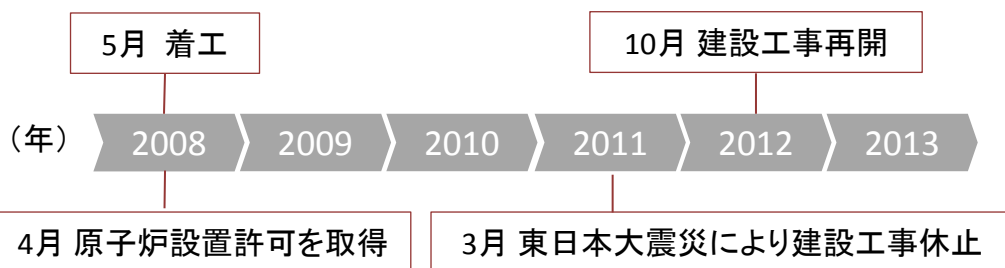 5月 着工
10月 建設工事再開
(年) 2008 2009 2010 2011 2012 2013
4月 原子炉設置許可を取得
3月 東日本大震災により建設工事休止